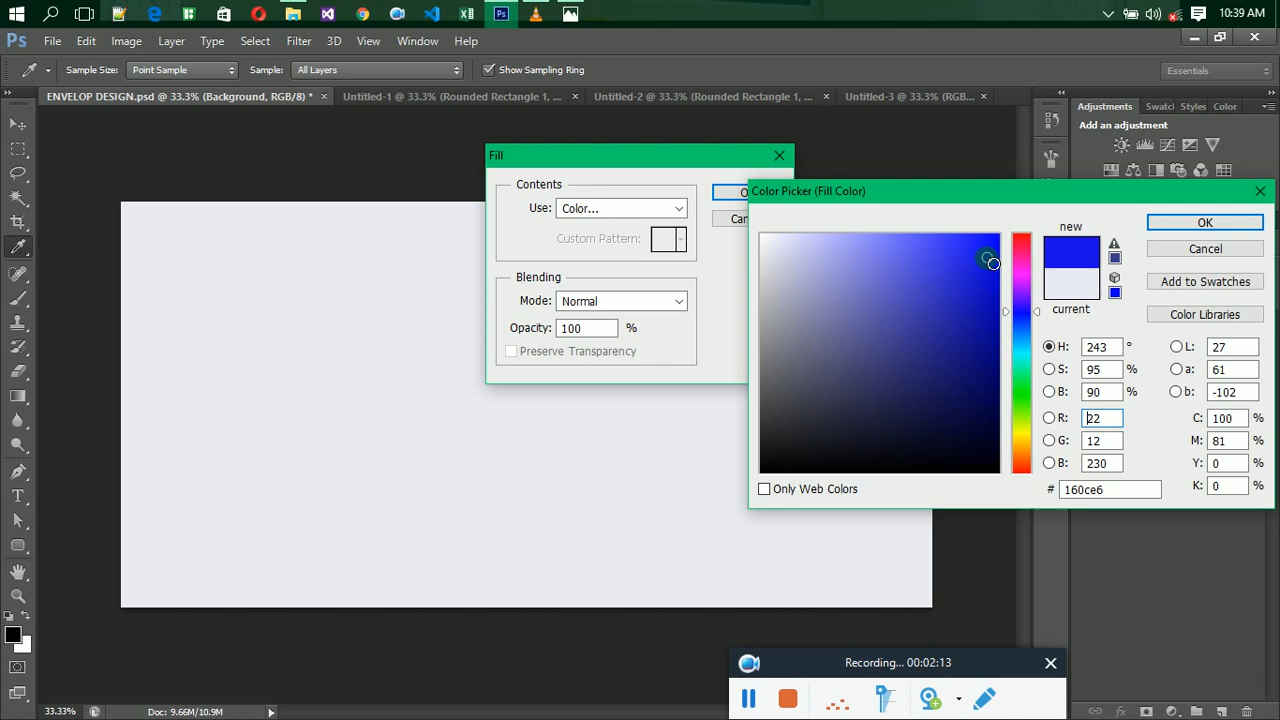 10:39 AM
Ps File Edit Image Layer Type Select Filter 3D View Window Help
Sample Size: Point Sample Sample: All Layers Show Sampling Ring Essentials
ENVELOP DESIGN.psd @ 33.3% (Background, RGB/8) * × Untitled-1 @ 33.3% (Rounded Rectangle 1, ... × Untitled-2 @ 33.3% (Rounded Rectangle 1, ... × Untitled-3 @ 33.3% (RGB... ×
Adjustments Swatcl Styles Color
Add an adjustment
Fill
Contents
Use: Color...
Custom Pattern:
Blending
Mode: Normal
Opacity: 100 %
Preserve Transparency
O
Can
Color Picker (Fill Color)
new
current
OK
Cancel
Add to Swatches
Color Libraries
H: 243 ° L: 27
S: 95 % a: 61
B: 90 % b: -102
R: 22 C: 100 %
G: 12 M: 81 %
B: 230 Y: 0 %
# 160ce6 K: 0 %
Only Web Colors
Recording... 00:02:13
33.33% Doc: 9.66M/10.9M